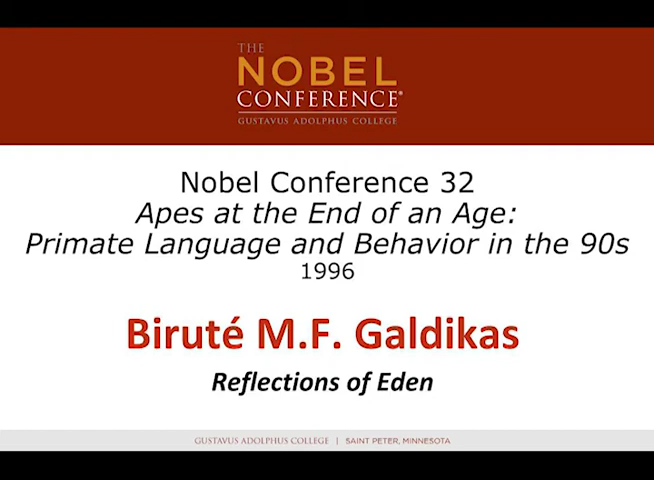 THE
NOBEL
CONFERENCE®
GUSTAVUS ADOLPHUS COLLEGE
Nobel Conference 32
Apes at the End of an Age:
Primate Language and Behavior in the 90s
1996
Biruté M.F. Galdikas
Reflections of Eden
GUSTAVUS ADOLPHUS COLLEGE | SAINT PETER, MINNESOTA